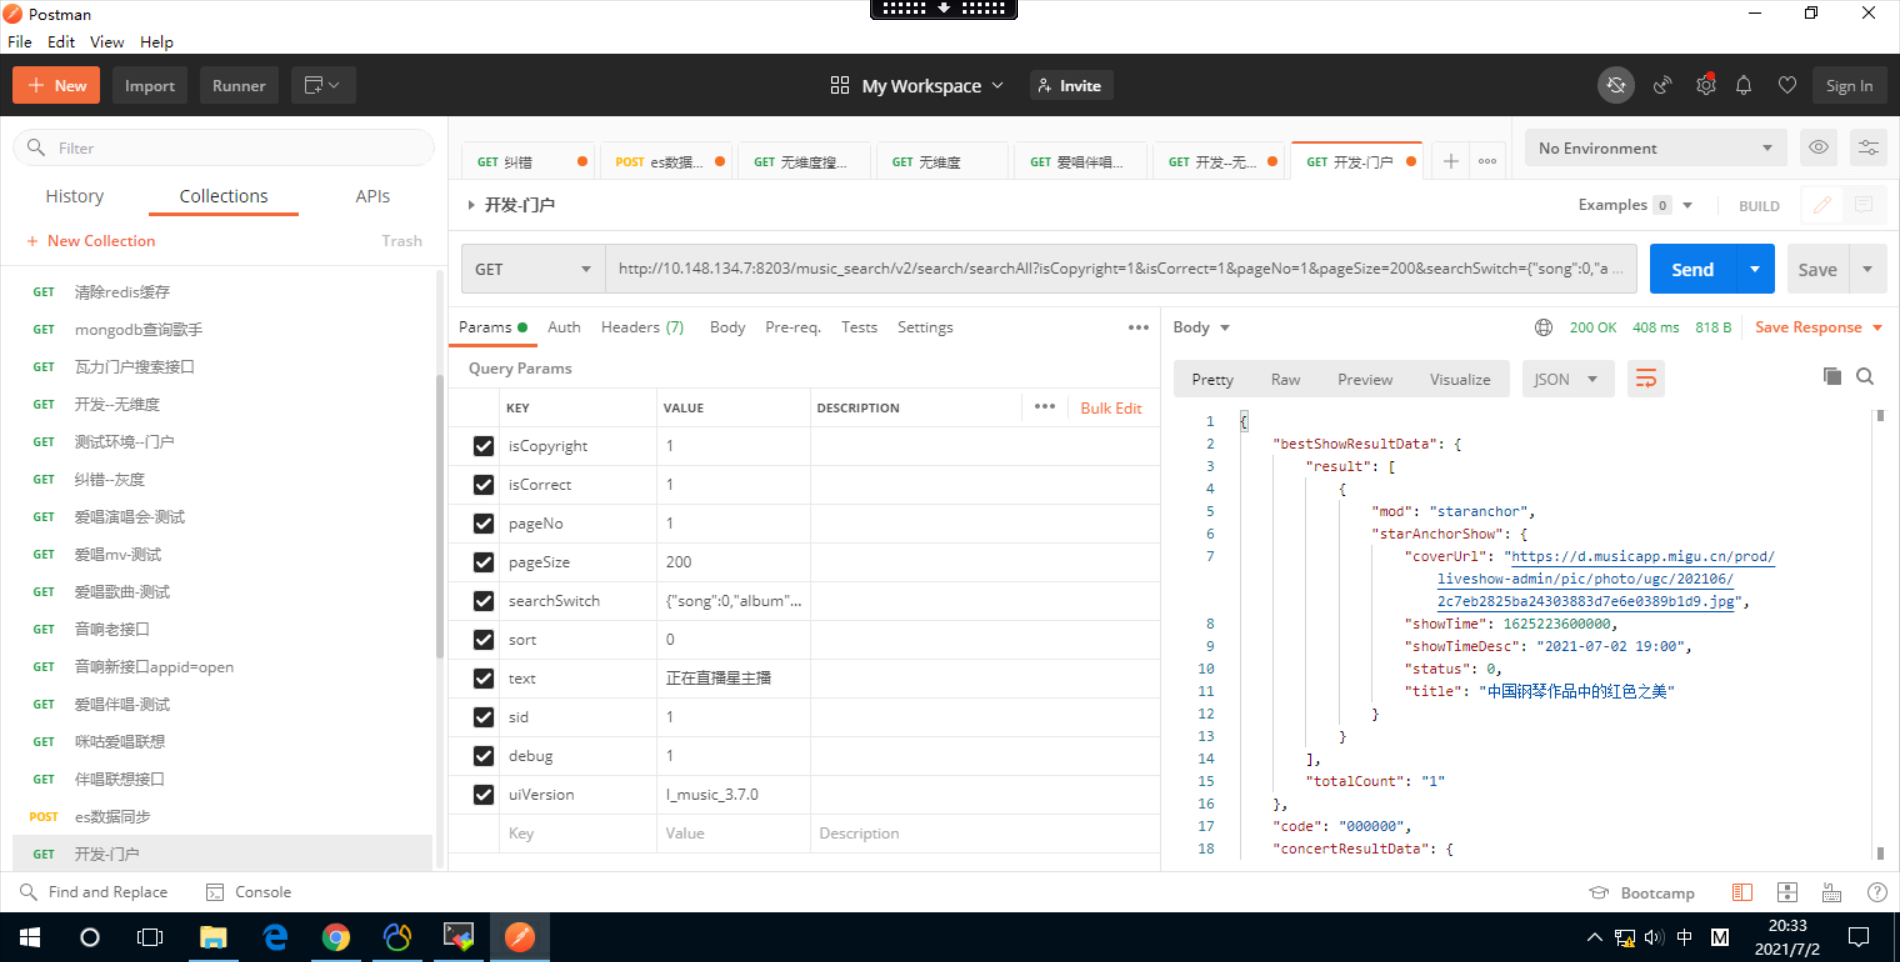 Postman
File Edit View Help
New Import Runner My Workspace Invite Sign In
Filter
History Collections APIs
+ New Collection Trash
GET 清除redis缓存
GET mongodb查询歌手
GET 瓦力门户搜索接口
GET 开发--无维度
GET 测试环境--门户
GET 纠错--灰度
GET 爱唱演唱会-测试
GET 爱唱mv-测试
GET 爱唱歌曲-测试
GET 音响老接口
GET 音响新接口appid=open
GET 爱唱伴唱-测试
GET 咪咕爱唱联想
GET 伴唱联想接口
POST es数据同步
GET 开发-门户
GET 纠错 POST es数据... GET 无维度搜... GET 无维度 GET 爱唱伴唱... GET 开发--无... GET 开发-门户
No Environment
开发-门户
Examples 0 BUILD
GET http://10.148.134.7:8203/music_search/v2/search/searchAll?isCopyright=1&isCorrect=1&pageNo=1&pageSize=200&searchSwitch={"song":0,"a ...
Send Save
Params Auth Headers (7) Body Pre-req. Tests Settings
Query Params
KEY VALUE DESCRIPTION Bulk Edit
isCopyright 1
isCorrect 1
pageNo 1
pageSize 200
searchSwitch {"song":0,"album"...
sort 0
text 正在直播星主播
sid 1
debug 1
uiVersion I_music_3.7.0
Key Value Description
Body 200 OK 408 ms 818 B Save Response
Pretty Raw Preview Visualize JSON
1 {
2 "bestShowResultData": {
3 "result": [
4 {
5 "mod": "staranchor",
6 "starAnchorShow": {
7 "coverUrl": "https://d.musicapp.migu.cn/prod/
liveshow-admin/pic/photo/ugc/202106/
2c7eb2825ba24303883d7e6e0389b1d9.jpg",
8 "showTime": 1625223600000,
9 "showTimeDesc": "2021-07-02 19:00",
10 "status": 0,
11 "title": "中国钢琴作品中的红色之美"
12 }
13 }
14 ],
15 "totalCount": "1"
16 },
17 "code": "000000",
18 "concertResultData": {
Find and Replace Console Bootcamp
中 M 20:33
2021/7/2